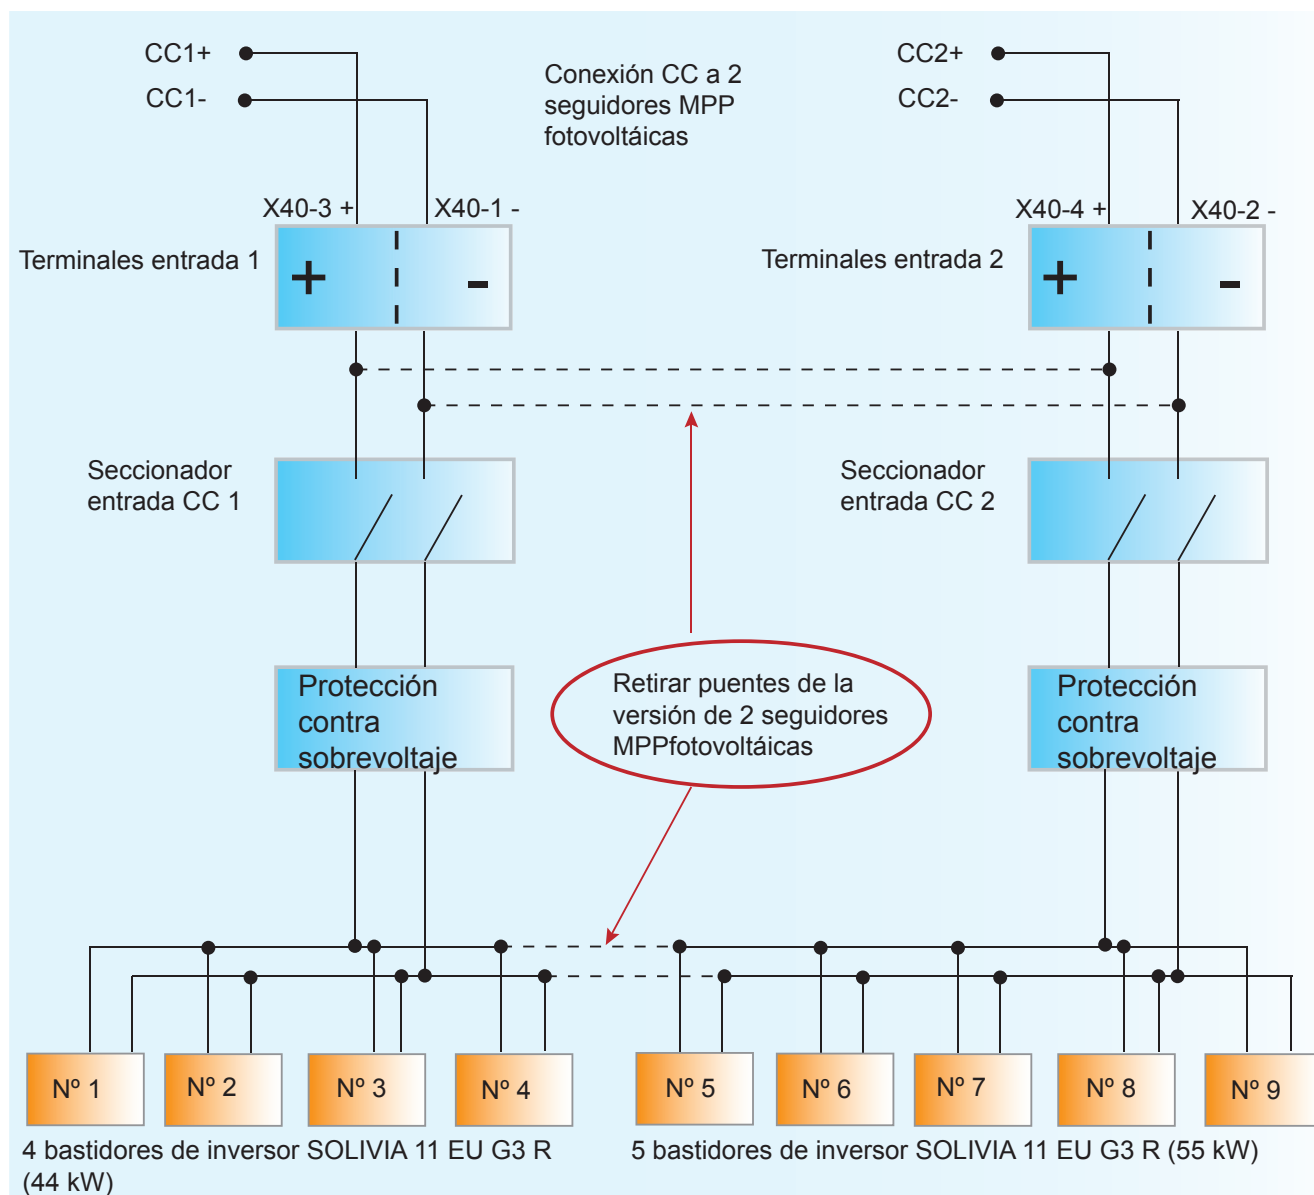 CC1+
CC1-
Conexión CC a 2
seguidores MPP
fotovoltáicas
CC2+
CC2-
X40-3 +
X40-1 -
X40-4 +
X40-2 -
Terminales entrada 1
+
-
Terminales entrada 2
+
-
Seccionador
entrada CC 1
Seccionador
entrada CC 2
Protección
contra
sobrevoltaje
Retirar puentes de la
versión de 2 seguidores
MPPfotovoltáicas
Protección
contra
sobrevoltaje
Nº 1
Nº 2
Nº 3
Nº 4
Nº 5
Nº 6
Nº 7
Nº 8
Nº 9
4 bastidores de inversor SOLIVIA 11 EU G3 R
(44 kW)
5 bastidores de inversor SOLIVIA 11 EU G3 R (55 kW)